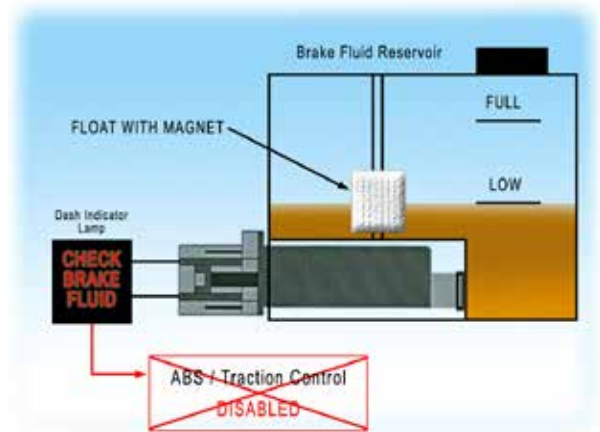 Brake Fluid Reservoir
FULL
FLOAT WITH MAGNET
LOW
Dash Indicator
Lamp
CHECK
BRAKE
FLUID
ABS / Traction Control
DISABLED